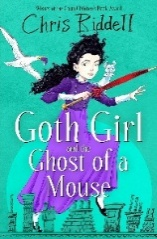 Chris Riddell
Goth Girl
and the
Ghost of a
Mouse